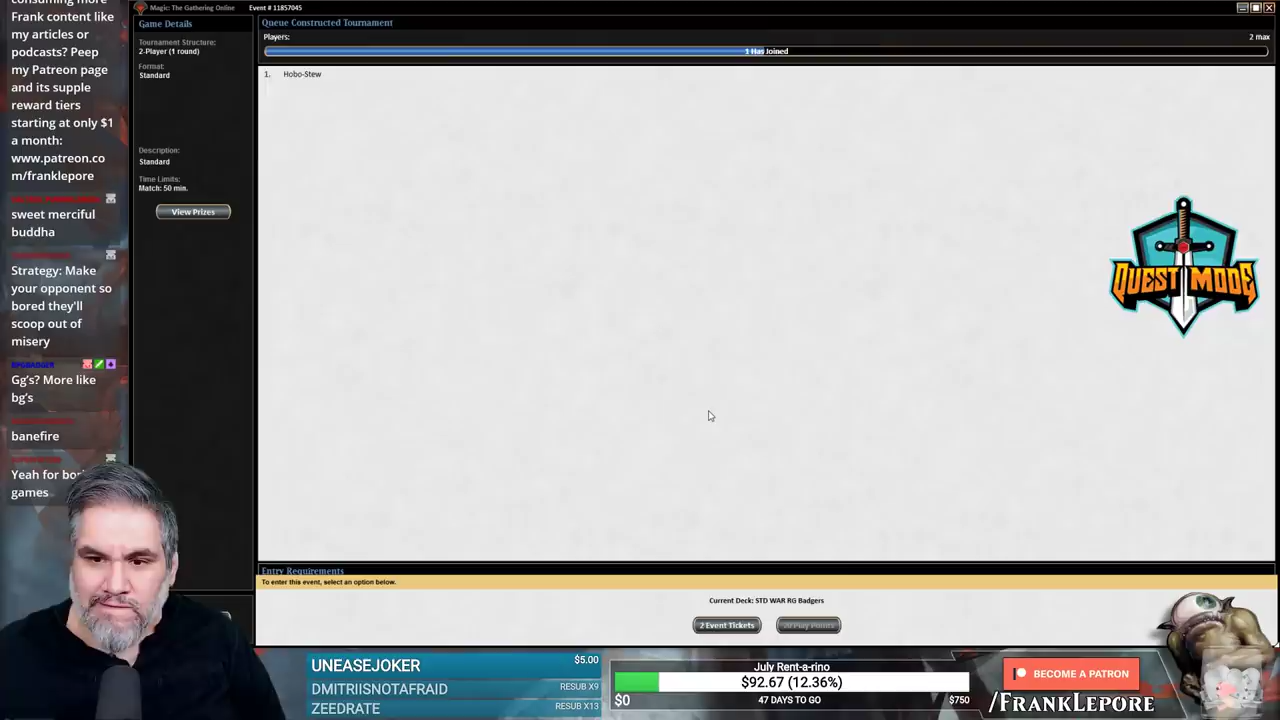 Magic: The Gathering Online
Event # 11857045
Game Details
Tournament Structure:
2-Player (1 round)
Format:
Standard
Description:
Standard
Time Limits:
Match: 50 min.
View Prizes
Queue Constructed Tournament
Players:
2 max
1 Has Joined
1. Hobo-Stew
QUEST MODE
Entry Requirements
To enter this event, select an option below.
Current Deck: STD WAR RG Badgers
2 Event Tickets
20 Play Points
consuming more
Frank content like
my articles or
podcasts? Peep
my Patreon page
and its supple
reward tiers
starting at only $1
a month:
www.patreon.co
m/franklepore
sweet merciful
buddha
Strategy: Make
your opponent so
bored they'll
scoop out of
misery
RPGBADGER
Gg's? More like
bg's
banefire
Yeah for bori
games
UNEASEJOKER
$5.00
DMITRIISNOTAFRAID
RESUB X9
ZEEDRATE
RESUB X13
July Rent-a-rino
$92.67 (12.36%)
$0
47 DAYS TO GO
$750
BECOME A PATRON
/FRANKLEPORE